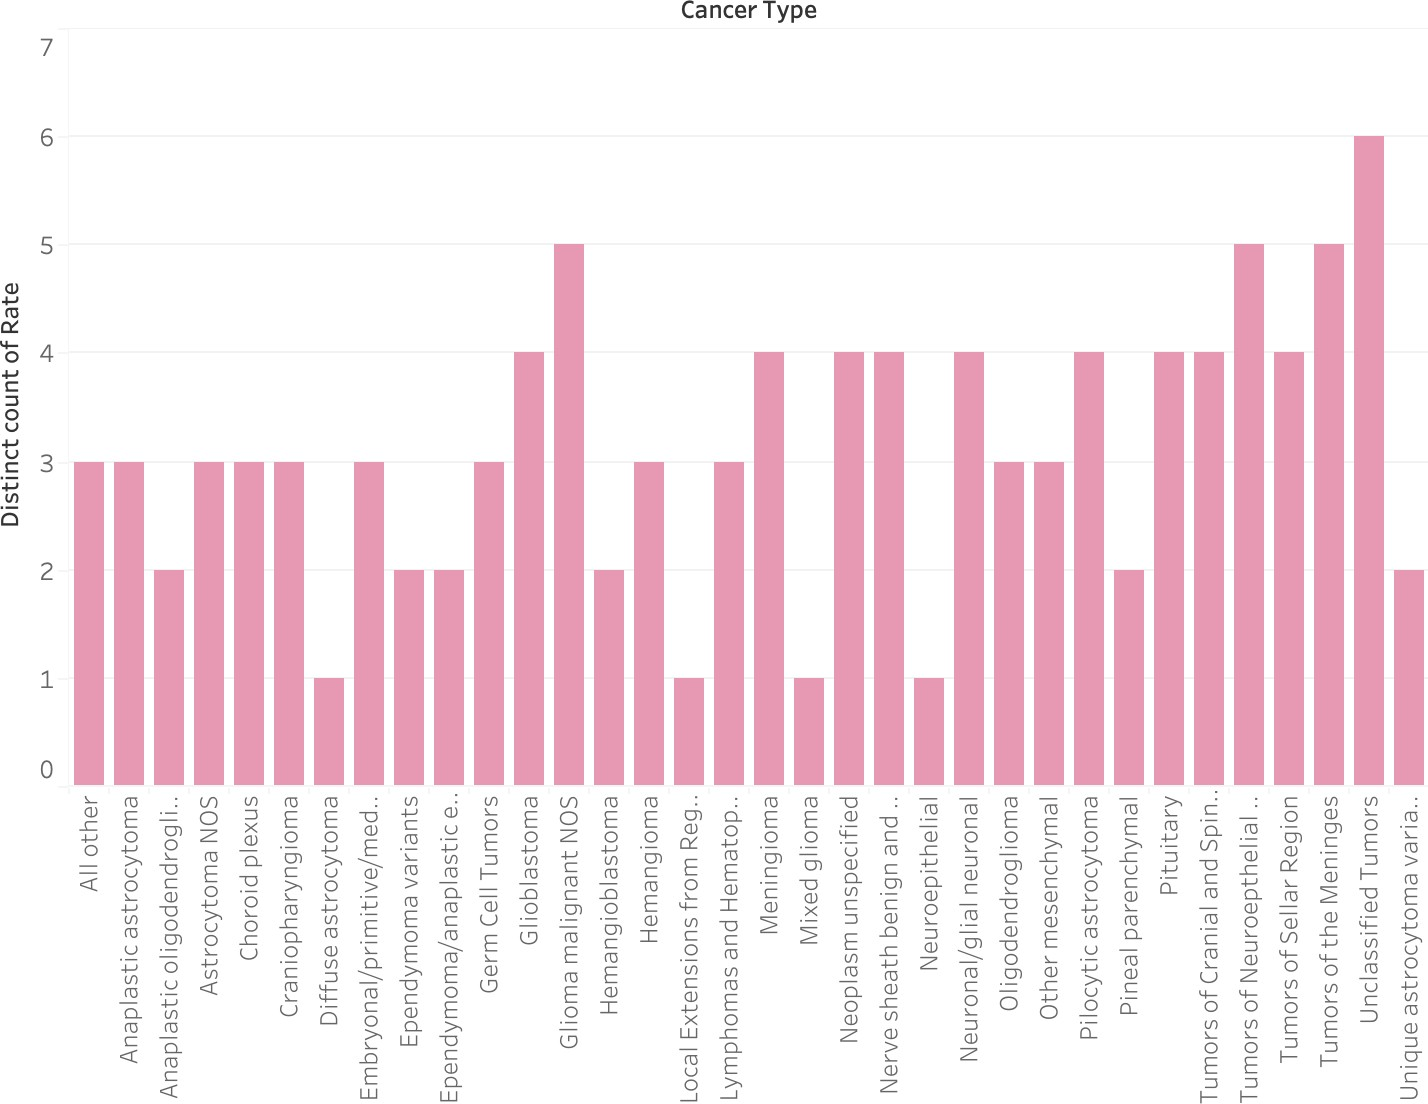 Cancer Type
7
6
5
4
3
2
1
0
Distinct count of Rate
All other
Anaplastic astrocytoma
Anaplastic oligodendrogli..
Astrocytoma NOS
Choroid plexus
Craniopharyngioma
Diffuse astrocytoma
Embryonal/primitive/med..
Ependymoma variants
Ependymoma/anaplastic e..
Germ Cell Tumors
Glioblastoma
Glioma malignant NOS
Hemangioblastoma
Hemangioma
Local Extensions from Reg..
Lymphomas and Hematop..
Meningioma
Mixed glioma
Neoplasm unspecified
Nerve sheath benign and ..
Neuroepithelial
Neuronal/glial neuronal
Oligodendroglioma
Other mesenchymal
Pilocytic astrocytoma
Pineal parenchymal
Pituitary
Tumors of Cranial and Spin..
Tumors of Neuroepthelial ..
Tumors of Sellar Region
Tumors of the Meninges
Unclassified Tumors
Unique astrocytoma varia..